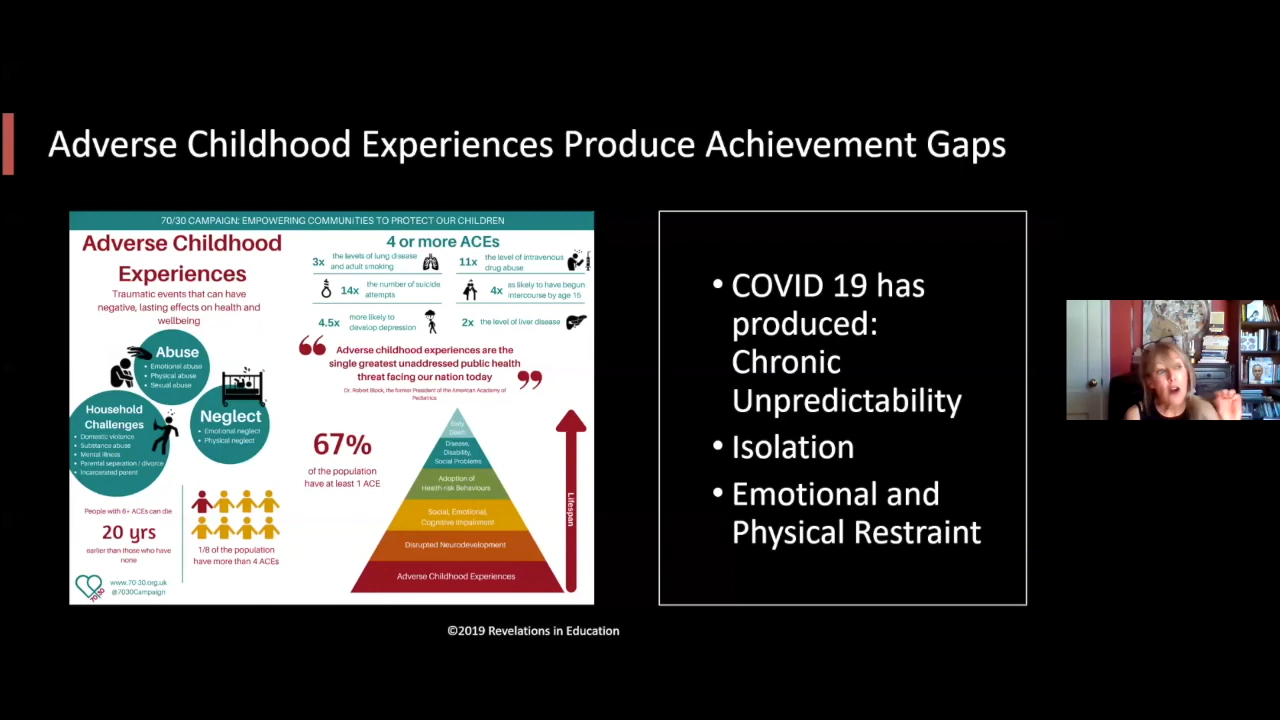 Adverse Childhood Experiences Produce Achievement Gaps
70/30 CAMPAIGN: EMPOWERING COMMUNITIES TO PROTECT OUR CHILDREN
Adverse Childhood
Experiences
Traumatic events that can have
negative, lasting effects on health and
wellbeing
Abuse
• Emotional abuse
• Physical abuse
• Sexual abuse
Household
Challenges
• Domestic violence
• Substance abuse
• Mental illness
• Parental separation / divorce
• Incarcerated parent
Neglect
• Emotional neglect
• Physical neglect
People with 6+ ACEs can die
20 yrs
earlier than those who have
none
1/8 of the population
have more than 4 ACEs
www.70-30.org.uk
@7030Campaign
70/30
4 or more ACEs
3x the levels of lung disease
and adult smoking
11x the level of intravenous
drug abuse
14x the number of suicide
attempts
4x as likely to have begun
intercourse by age 15
4.5x more likely to
develop depression
2x the level of liver disease
“ Adverse childhood experiences are the
single greatest unaddressed public health
threat facing our nation today ”
Dr. Robert Block, the former President of the American Academy of
Pediatrics
67%
of the population
have at least 1 ACE
Early
Death
Disease,
Disability,
Social Problems
Adoption of
Health risk Behaviours
Social, Emotional,
Cognitive Impairment
Disrupted Neurodevelopment
Adverse Childhood Experiences
Lifespan
• COVID 19 has
produced:
Chronic
Unpredictability
• Isolation
• Emotional and
Physical Restraint
©2019 Revelations in Education